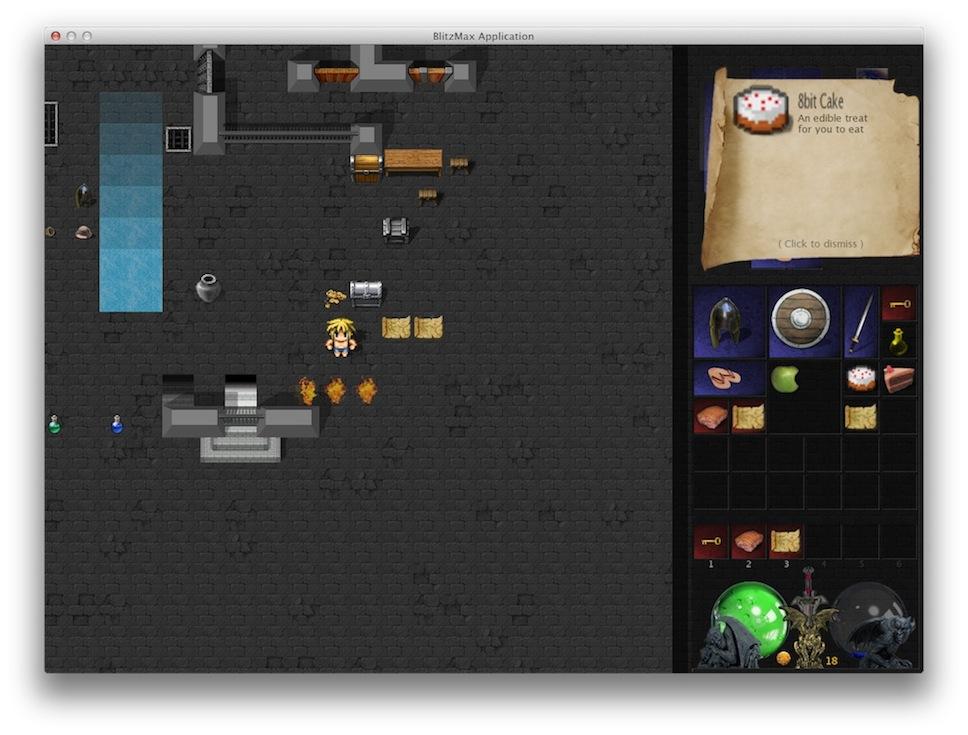 BlitzMax Application
8bit Cake
An edible treat
for you to eat
( Click to dismiss )
1 2 3 4 5 6
18